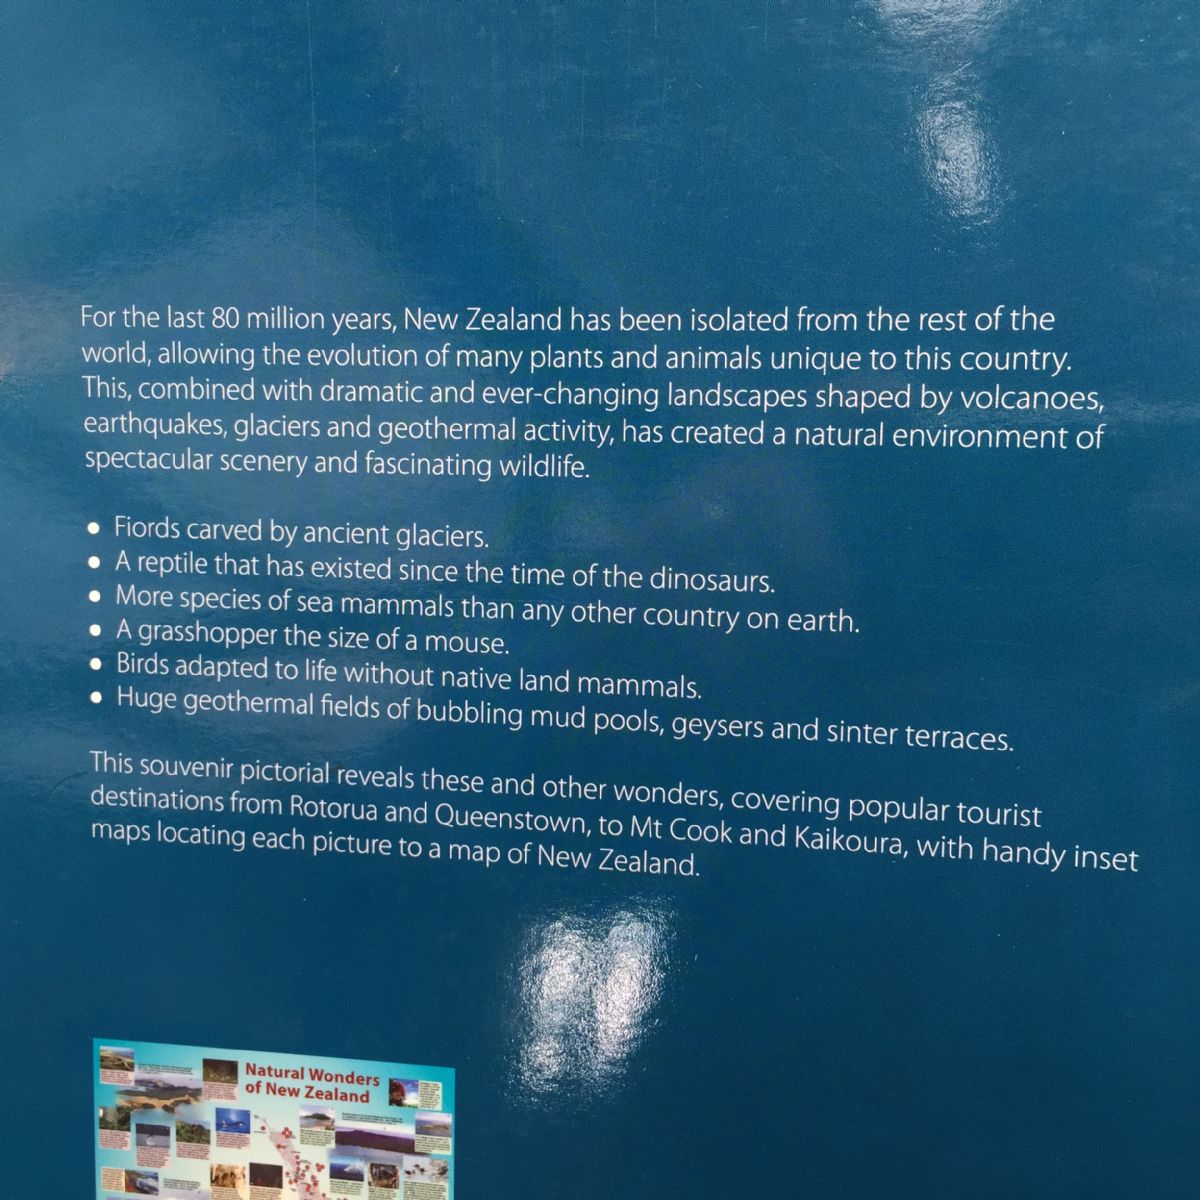 For the last 80 million years, New Zealand has been isolated from the rest of the
world, allowing the evolution of many plants and animals unique to this country.
This, combined with dramatic and ever-changing landscapes shaped by volcanoes,
earthquakes, glaciers and geothermal activity, has created a natural environment of
spectacular scenery and fascinating wildlife.
• Fiords carved by ancient glaciers.
• A reptile that has existed since the time of the dinosaurs.
• More species of sea mammals than any other country on earth.
• A grasshopper the size of a mouse.
• Birds adapted to life without native land mammals.
• Huge geothermal fields of bubbling mud pools, geysers and sinter terraces.
This souvenir pictorial reveals these and other wonders, covering popular tourist
destinations from Rotorua and Queenstown, to Mt Cook and Kaikoura, with handy inset
maps locating each picture to a map of New Zealand.
Natural Wonders
of New Zealand